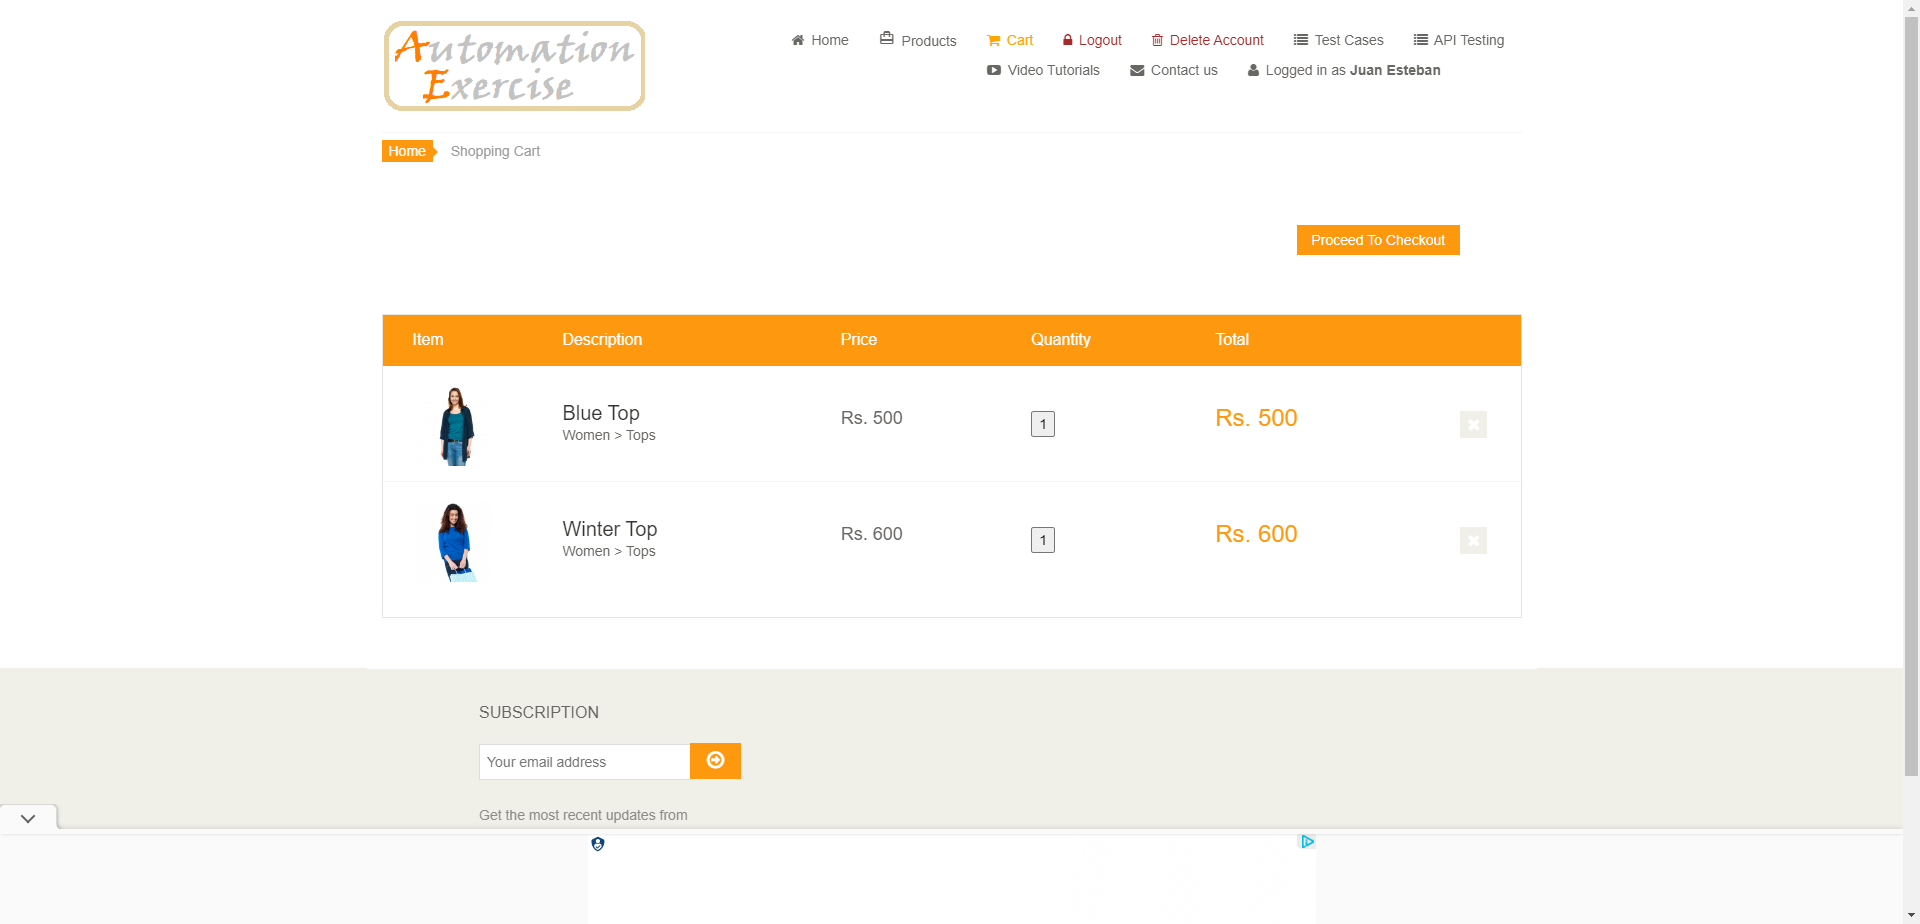 Automation
Exercise
Home
Products
Cart
Logout
Delete Account
Test Cases
API Testing
Video Tutorials
Contact us
Logged in as Juan Esteban
Home
Shopping Cart
Proceed To Checkout
Item Description Price Quantity Total
Blue Top
Women > Tops
Rs. 500
1
Rs. 500
Winter Top
Women > Tops
Rs. 600
1
Rs. 600
SUBSCRIPTION
Your email address
Get the most recent updates from